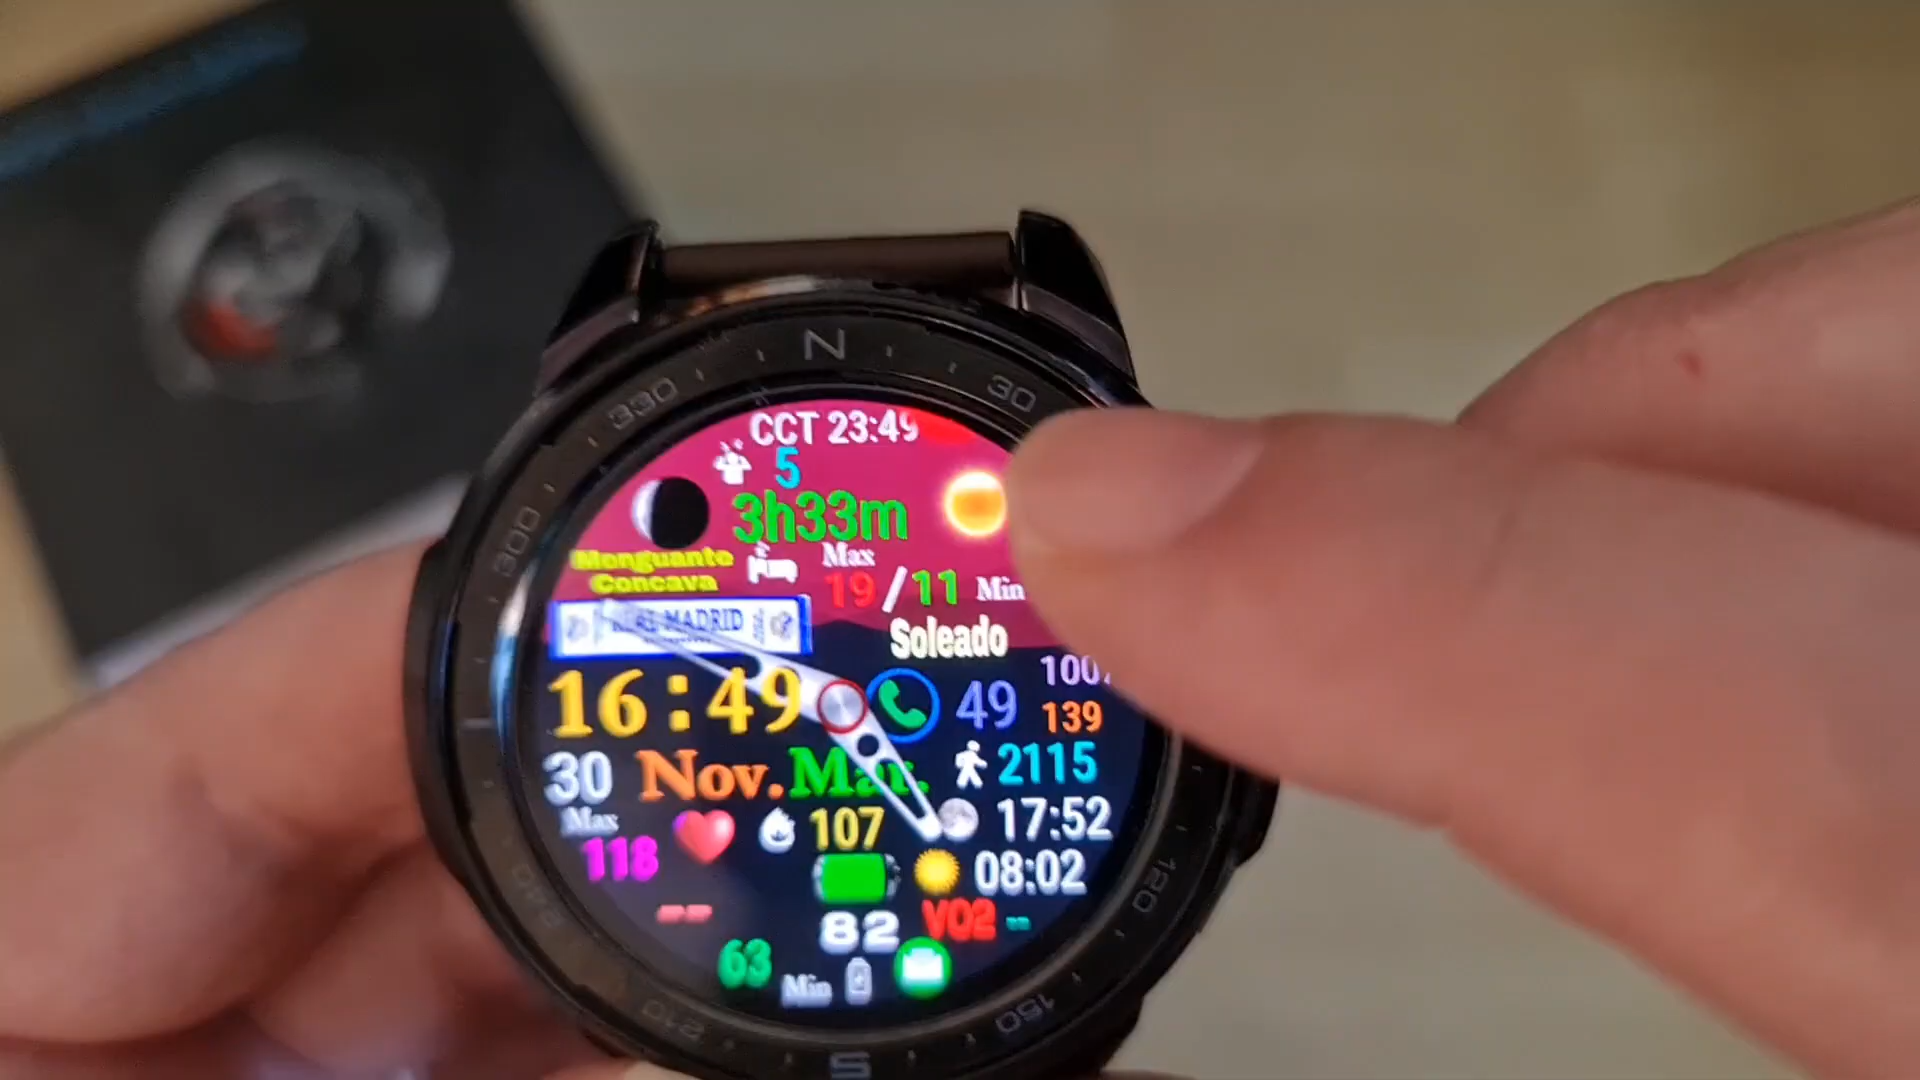 N
30
330
300
CCT 23:49
5
3h33m
Menguante
Concava
Max
19/11 Min
REAL MADRID
Soleado
16:49
49
100
139
30 Nov. Mar.
2115
Max
118
107
17:52
08:02
--
82
VO2 --
63
Min
240
210
S
150
120